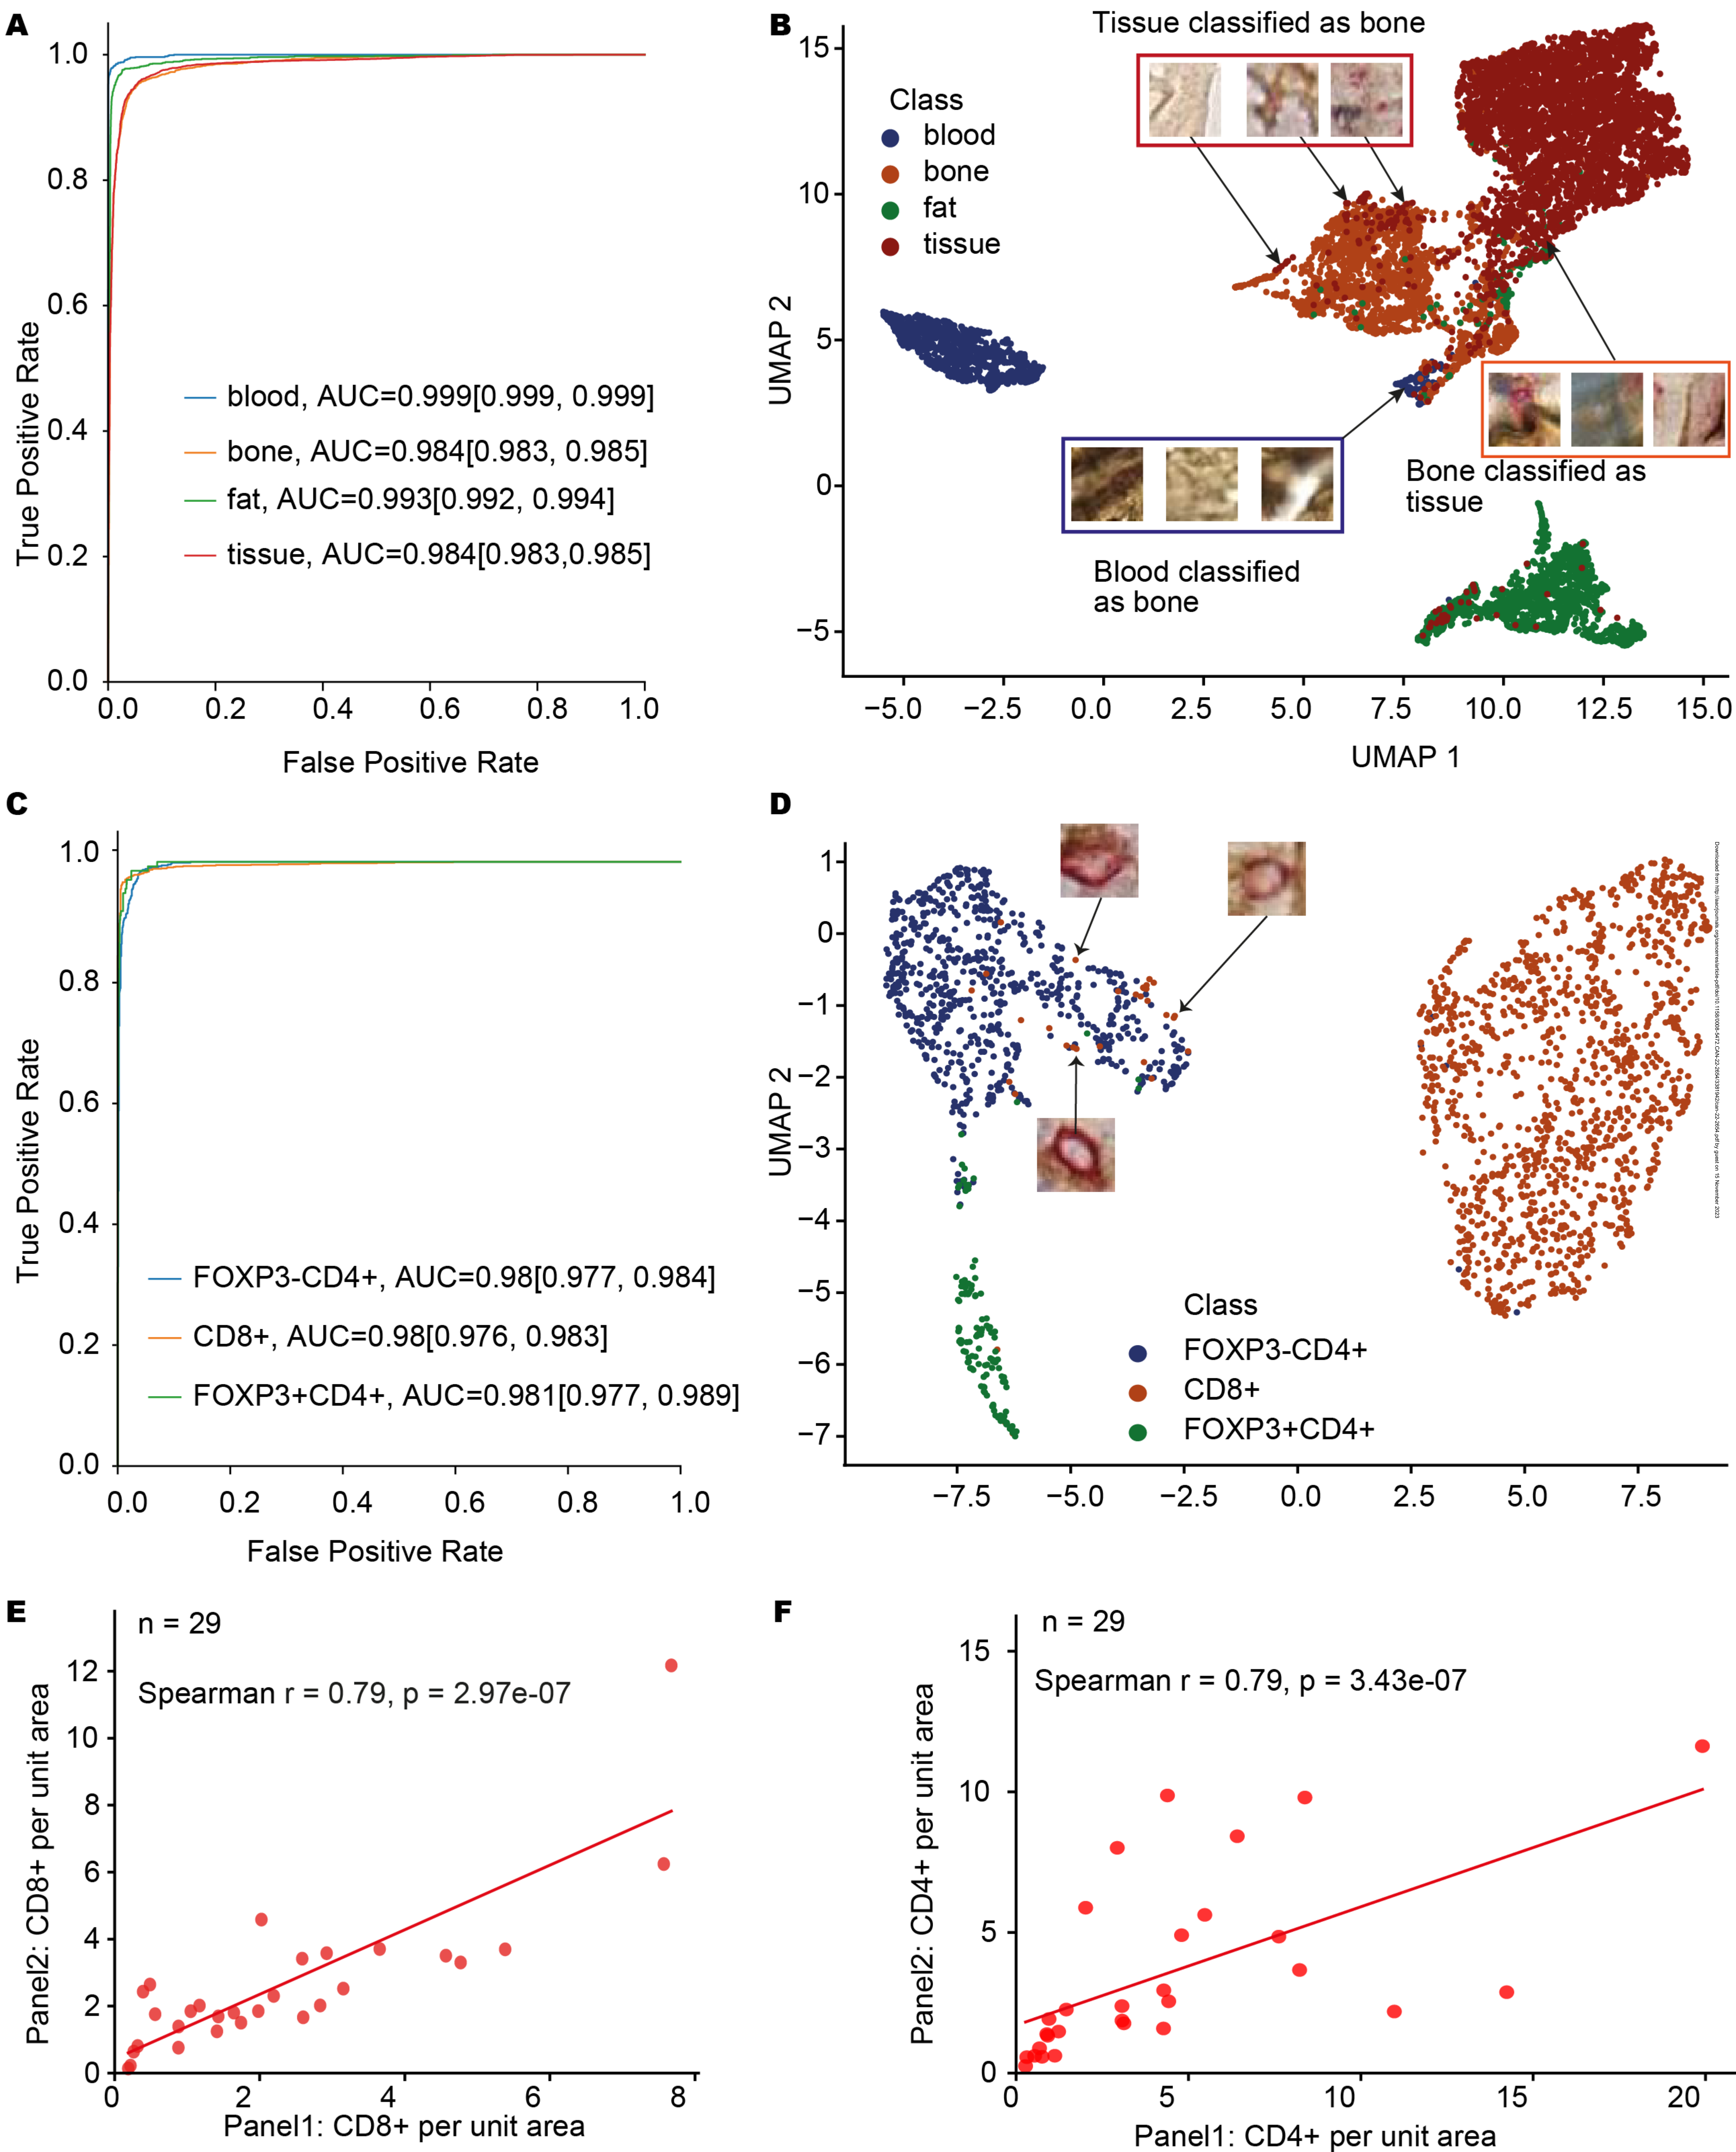 A
1.0
0.8
0.6
0.4
0.2
0.0
True Positive Rate
blood, AUC=0.999[0.999, 0.999]
bone, AUC=0.984[0.983, 0.985]
fat, AUC=0.993[0.992, 0.994]
tissue, AUC=0.984[0.983,0.985]
0.0 0.2 0.4 0.6 0.8 1.0
False Positive Rate
B
Tissue classified as bone
15
10
5
0
−5
UMAP 2
Class
blood
bone
fat
tissue
Bone classified as
tissue
Blood classified
as bone
−5.0 −2.5 0.0 2.5 5.0 7.5 10.0 12.5 15.0
UMAP 1
C
1.0
0.8
0.6
0.4
0.2
0.0
True Positive Rate
FOXP3-CD4+, AUC=0.98[0.977, 0.984]
CD8+, AUC=0.98[0.976, 0.983]
FOXP3+CD4+, AUC=0.981[0.977, 0.989]
0.0 0.2 0.4 0.6 0.8 1.0
False Positive Rate
D
1
0
−1
−2
−3
−4
−5
−6
−7
UMAP 2
Class
FOXP3-CD4+
CD8+
FOXP3+CD4+
−7.5 −5.0 −2.5 0.0 2.5 5.0 7.5
E
n = 29
Spearman r = 0.79, p = 2.97e-07
12
10
8
6
4
2
0
Panel2: CD8+ per unit area
0 2 4 6 8
Panel1: CD8+ per unit area
F
n = 29
Spearman r = 0.79, p = 3.43e-07
15
10
5
0
Panel2: CD4+ per unit area
0 5 10 15 20
Panel1: CD4+ per unit area